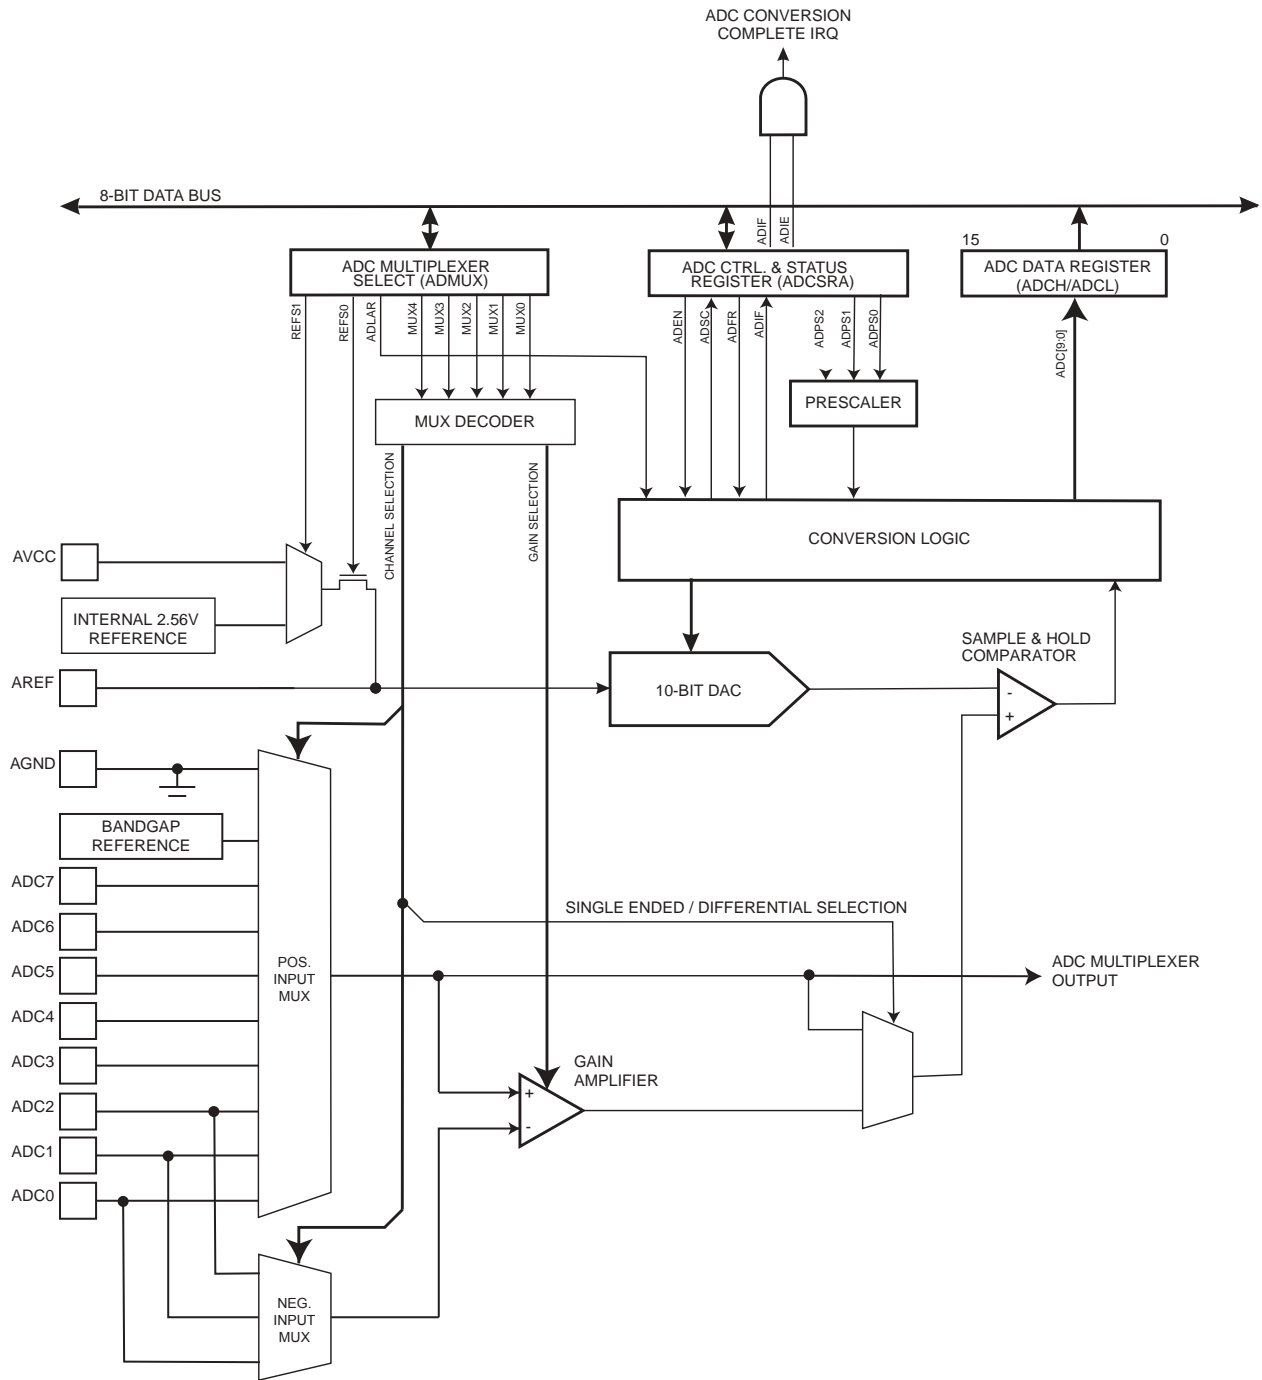 ADC CONVERSION
COMPLETE IRQ
8-BIT DATA BUS
ADIF
ADIE
15
0
ADC MULTIPLEXER
SELECT (ADMUX)
ADC CTRL. & STATUS
REGISTER (ADCSRA)
ADC DATA REGISTER
(ADCH/ADCL)
REFS1
REFS0
ADLAR
MUX4
MUX3
MUX2
MUX1
MUX0
ADEN
ADSC
ADFR
ADIF
ADPS2
ADPS1
ADPS0
ADC[9:0]
PRESCALER
MUX DECODER
CHANNEL SELECTION
GAIN SELECTION
CONVERSION LOGIC
AVCC
INTERNAL 2.56V
REFERENCE
SAMPLE & HOLD
COMPARATOR
AREF
10-BIT DAC
-
+
AGND
BANDGAP
REFERENCE
ADC7
SINGLE ENDED / DIFFERENTIAL SELECTION
ADC6
ADC5
POS.
INPUT
MUX
ADC MULTIPLEXER
OUTPUT
ADC4
ADC3
GAIN
AMPLIFIER
+
-
ADC2
ADC1
ADC0
NEG.
INPUT
MUX